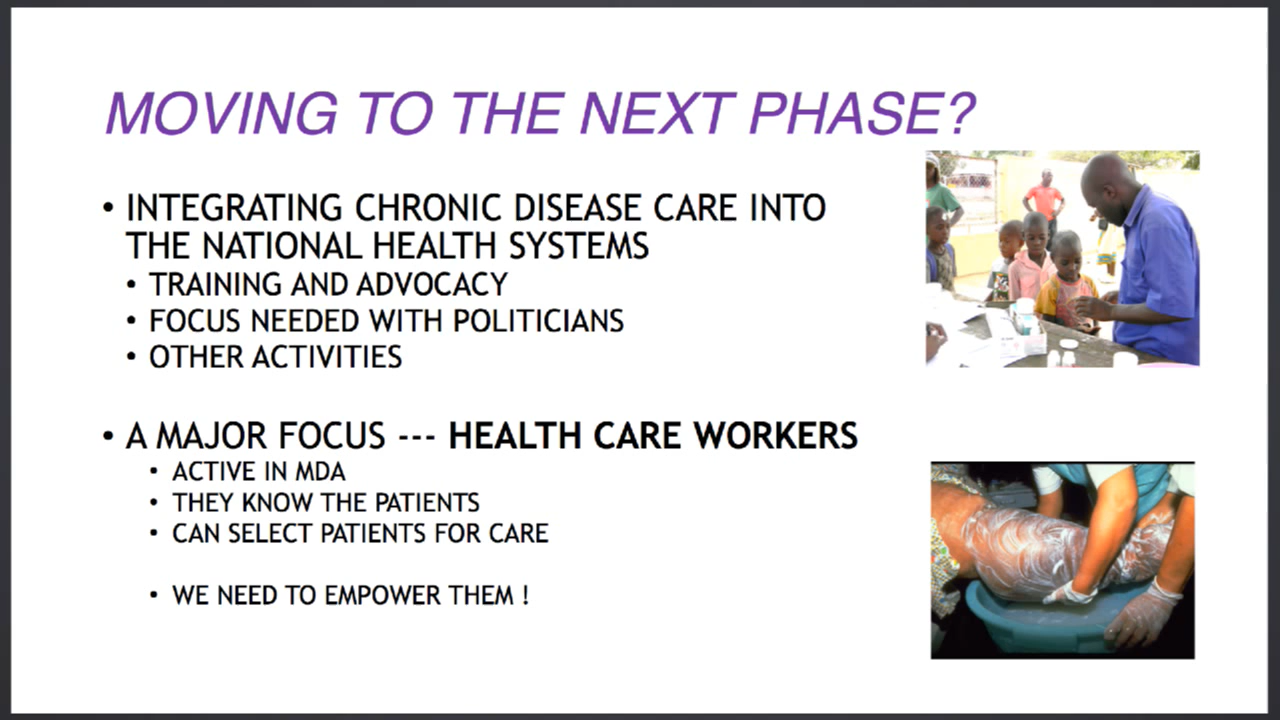 MOVING TO THE NEXT PHASE?
• INTEGRATING CHRONIC DISEASE CARE INTO
THE NATIONAL HEALTH SYSTEMS
• TRAINING AND ADVOCACY
• FOCUS NEEDED WITH POLITICIANS
• OTHER ACTIVITIES
• A MAJOR FOCUS --- HEALTH CARE WORKERS
• ACTIVE IN MDA
• THEY KNOW THE PATIENTS
• CAN SELECT PATIENTS FOR CARE
• WE NEED TO EMPOWER THEM !